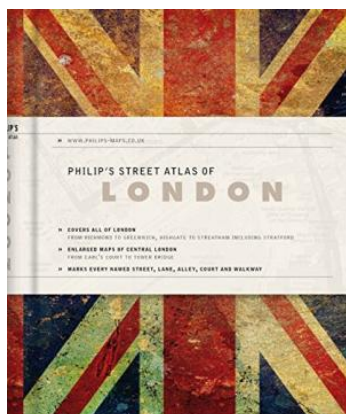 » WWW.PHILIPS-MAPS.CO.UK
PHILIP'S STREET ATLAS OF
LONDON
» COVERS ALL OF LONDON
FROM RICHMOND TO GREENWICH, HIGHGATE TO STREATHAM INCLUDING STRATFORD
» ENLARGED MAPS OF CENTRAL LONDON
FROM EARL'S COURT TO TOWER BRIDGE
» MARKS EVERY NAMED STREET, LANE, ALLEY, COURT AND WALKWAY